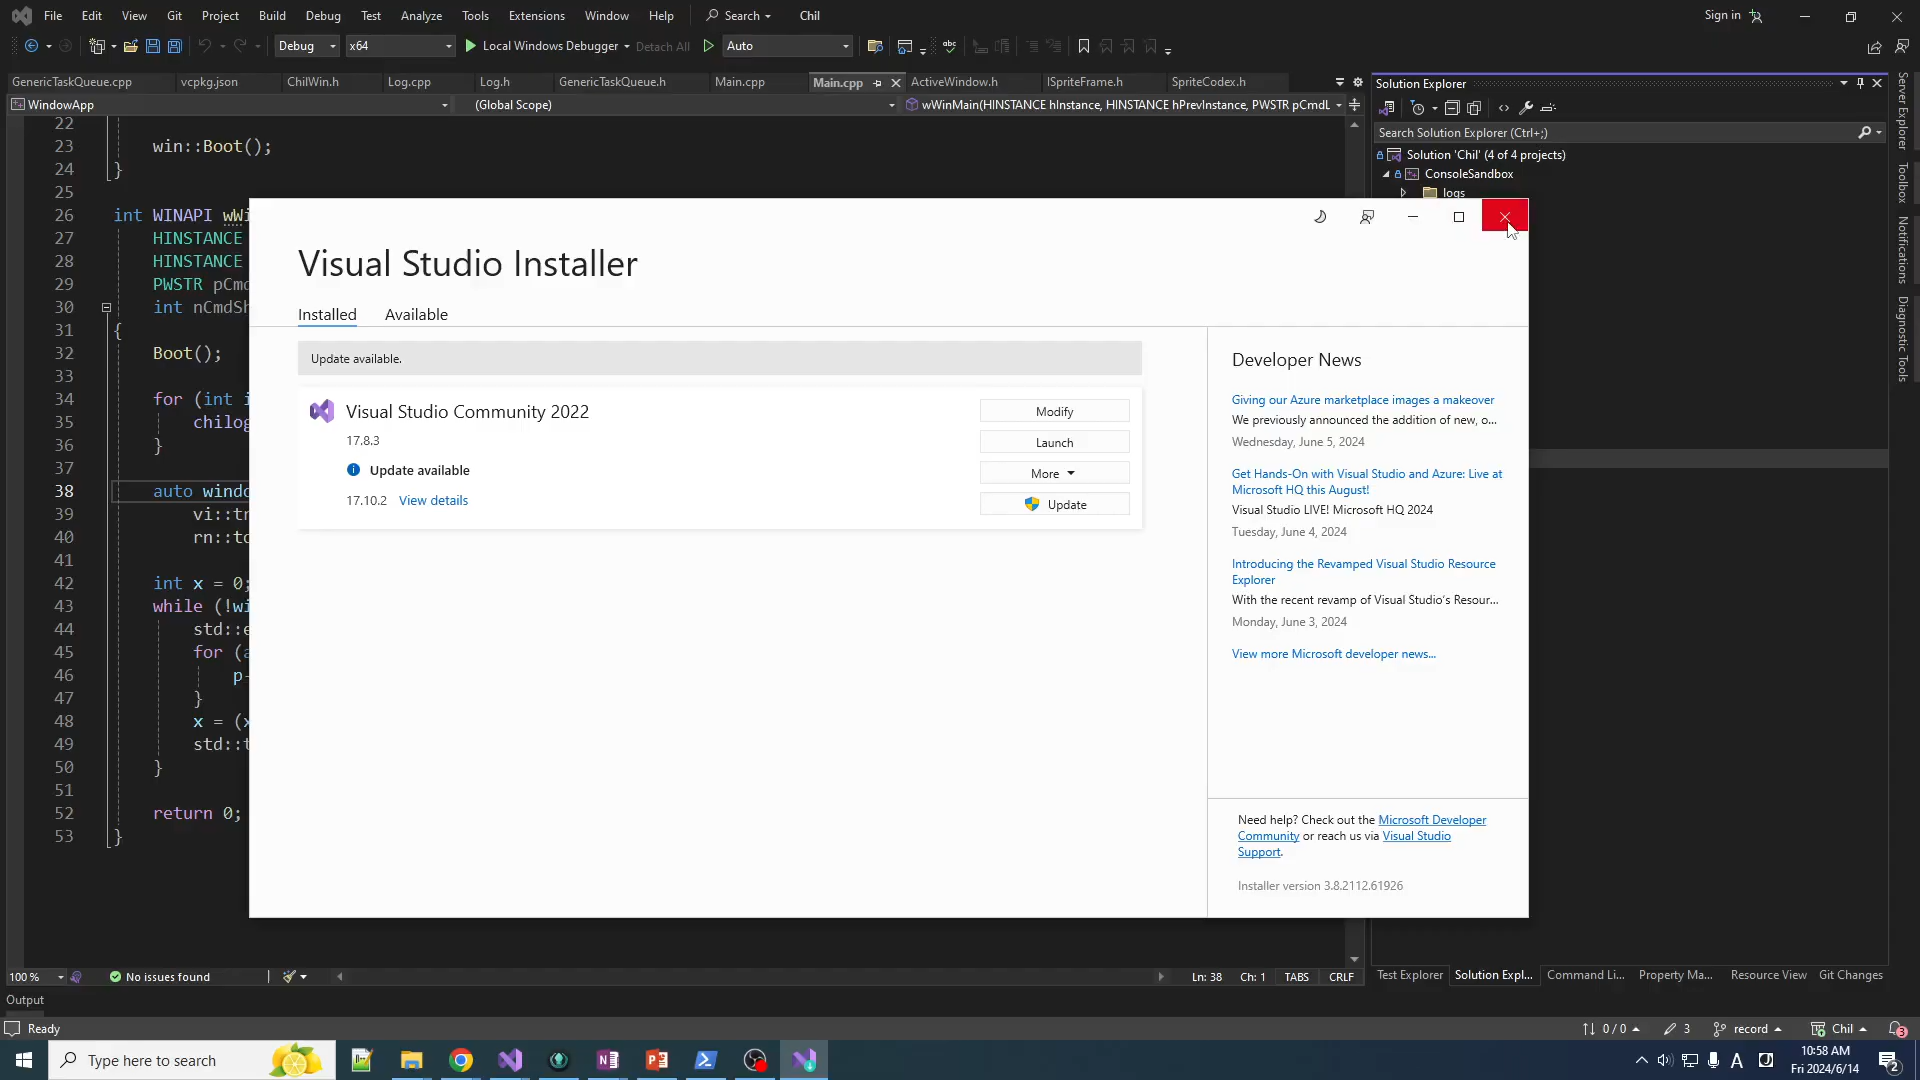 File Edit View Git Project Build Debug Test Analyze Tools Extensions Window Help Search Chil Sign in
Debug x64 Local Windows Debugger Detach All Auto
GenericTaskQueue.cpp vcpkg.json ChilWin.h Log.cpp Log.h GenericTaskQueue.h Main.cpp Main.cpp ActiveWindow.h ISpriteFrame.h SpriteCodex.h
WindowApp (Global Scope) wWinMain(HINSTANCE hInstance, HINSTANCE hPrevInstance, PWSTR pCmdL
Solution Explorer
Search Solution Explorer (Ctrl+;)
Solution 'Chil' (4 of 4 projects)
ConsoleSandbox
logs
Server Explorer
Toolbox
Notifications
Diagnostic Tools
22
23 win::Boot();
24 }
25
26 int WINAPI wWi
27 HINSTANCE
28 HINSTANCE
29 PWSTR pCmd
30 int nCmdSh
31 {
32 Boot();
33
34 for (int i
35 chilog
36 }
37
38 auto windo
39 vi::tr
40 rn::to
41
42 int x = 0;
43 while (!wi
44 std::e
45 for (a
46 p-
47 }
48 x = (x
49 std::t
50 }
51
52 return 0;
53 }
Visual Studio Installer
Installed Available
Update available.
Visual Studio Community 2022
17.8.3
Update available
17.10.2 View details
Modify
Launch
More
Update
Developer News
Giving our Azure marketplace images a makeover
We previously announced the addition of new, o...
Wednesday, June 5, 2024
Get Hands-On with Visual Studio and Azure: Live at
Microsoft HQ this August!
Visual Studio LIVE! Microsoft HQ 2024
Tuesday, June 4, 2024
Introducing the Revamped Visual Studio Resource
Explorer
With the recent revamp of Visual Studio's Resour...
Monday, June 3, 2024
View more Microsoft developer news...
Need help? Check out the Microsoft Developer
Community or reach us via Visual Studio
Support.
Installer version 3.8.2112.61926
100 % No issues found Ln: 38 Ch: 1 TABS CRLF
Test Explorer Solution Expl... Command Li... Property Ma... Resource View Git Changes
Output
Ready 0 / 0 3 record Chil 3
Type here to search
A
10:58 AM
Fri 2024/6/14
2